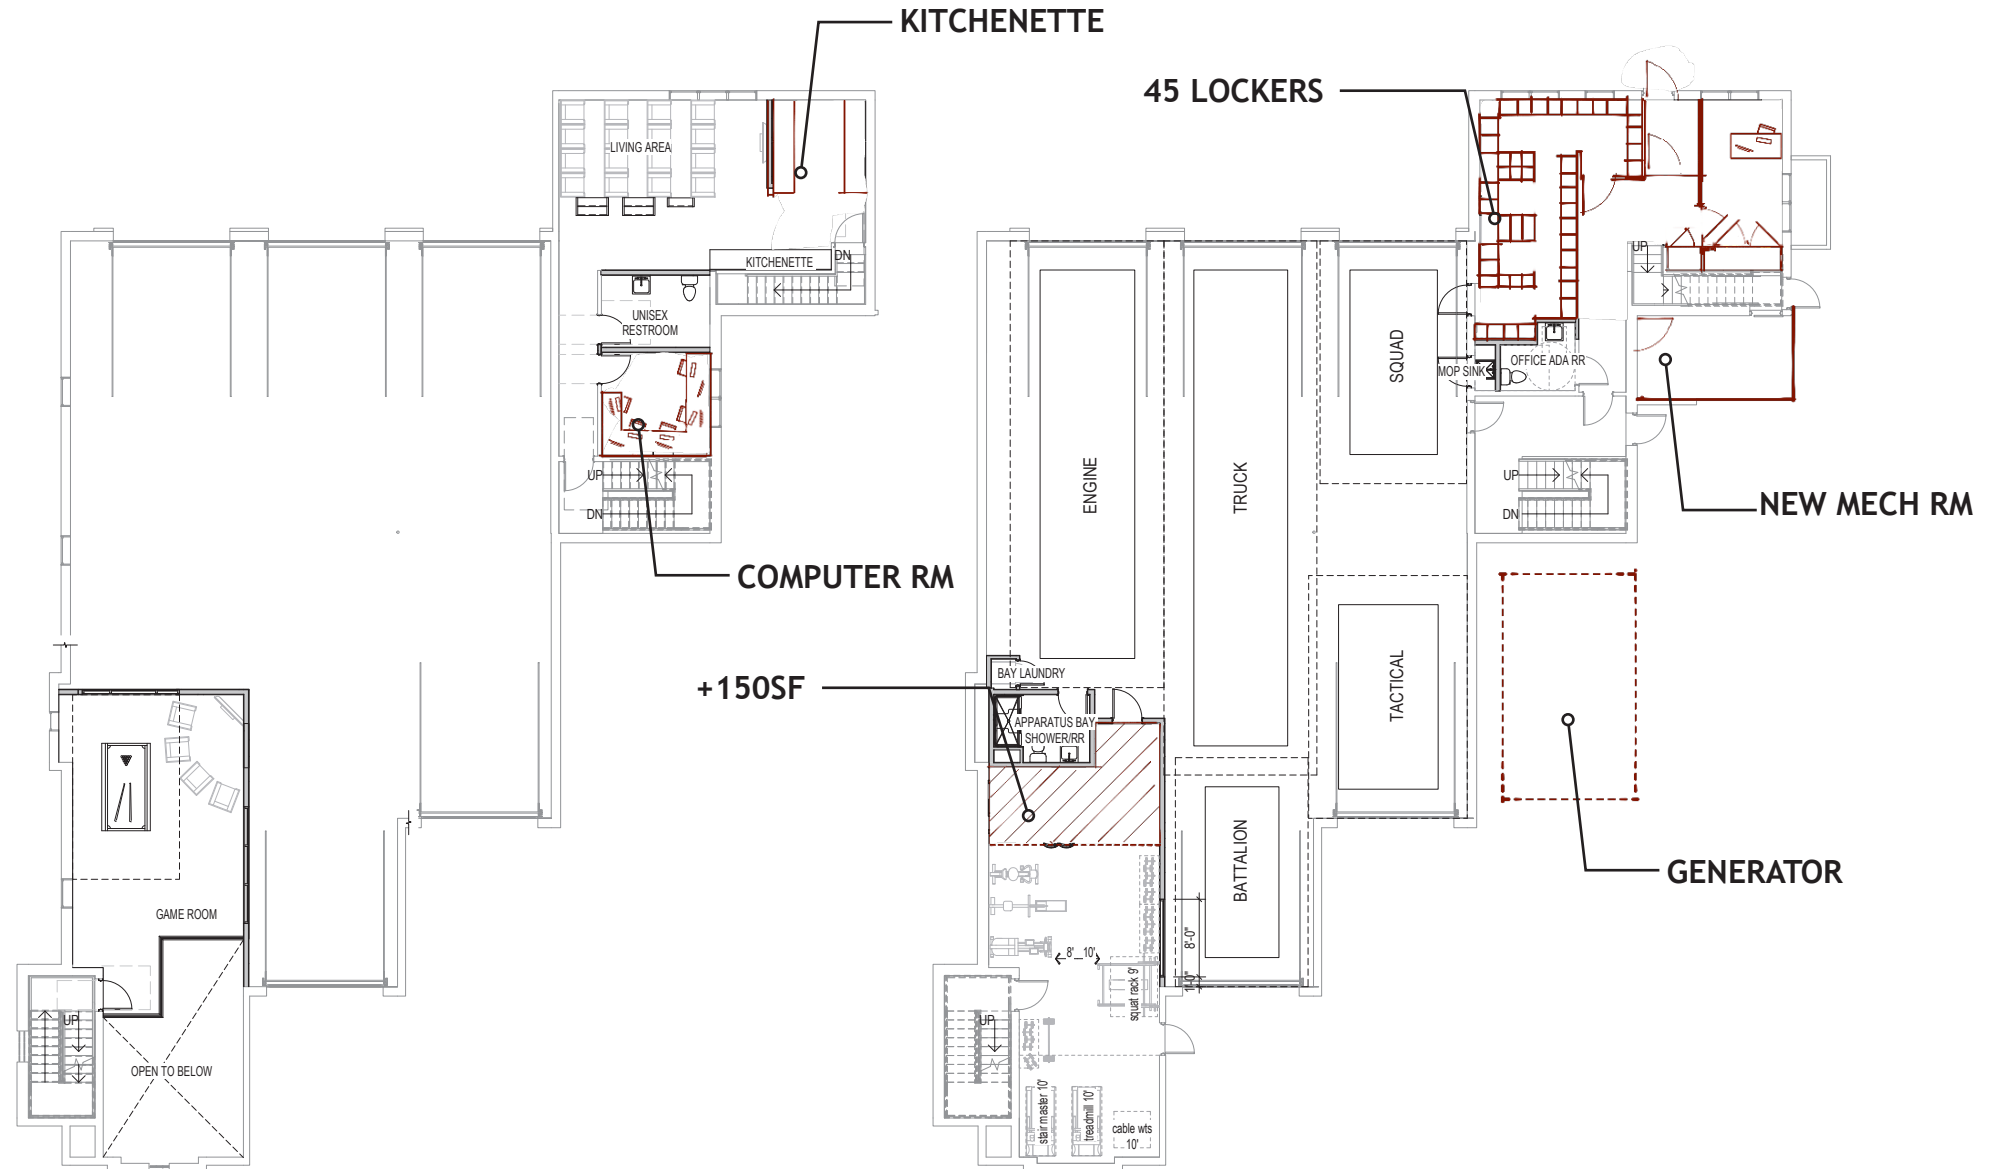 KITCHENETTE
45 LOCKERS
LIVING AREA
KITCHENETTE
DN
UNISEX
RESTROOM
UP
DN
COMPUTER RM
GAME ROOM
UP
OPEN TO BELOW
UP
SQUAD
MOP SINK
OFFICE ADA RR
ENGINE
TRUCK
UP
DN
NEW MECH RM
BAY LAUNDRY
+150SF
APPARATUS BAY
SHOWER/RR
TACTICAL
BATTALION
GENERATOR
8'-0"
8' 10'
1'-0"
squat rack 9'
UP
stair master 10'
treadmill 10'
cable wts
10'